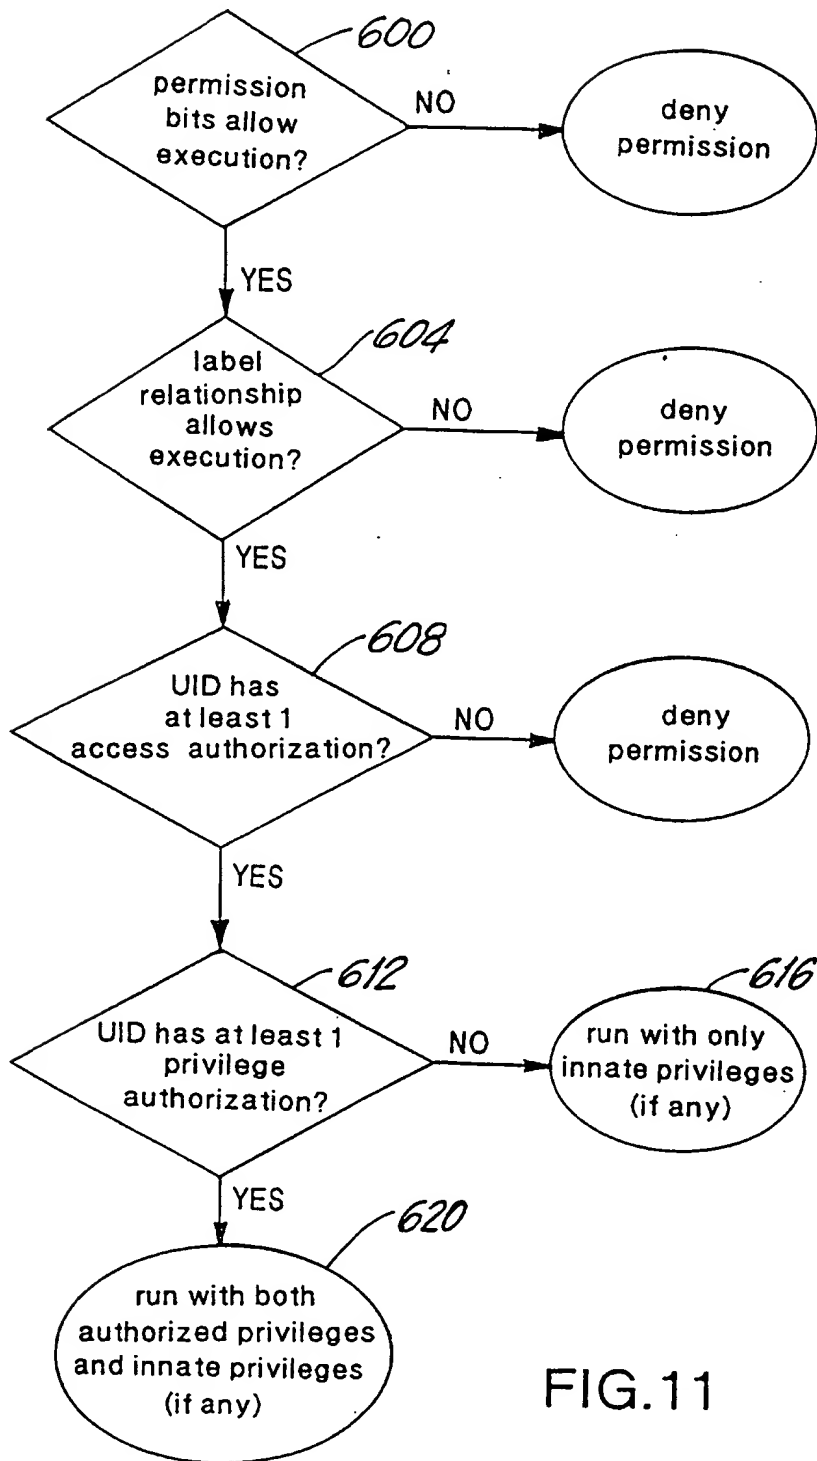 600
permission
bits allow
execution?
NO
deny
permission
YES
604
label
relationship
allows
execution?
NO
deny
permission
YES
608
UID has
at least 1
access authorization?
NO
deny
permission
YES
612
UID has at least 1
privilege
authorization?
NO
616
run with only
innate privileges
(if any)
YES
620
run with both
authorized privileges
and innate privileges
(if any)
FIG.11